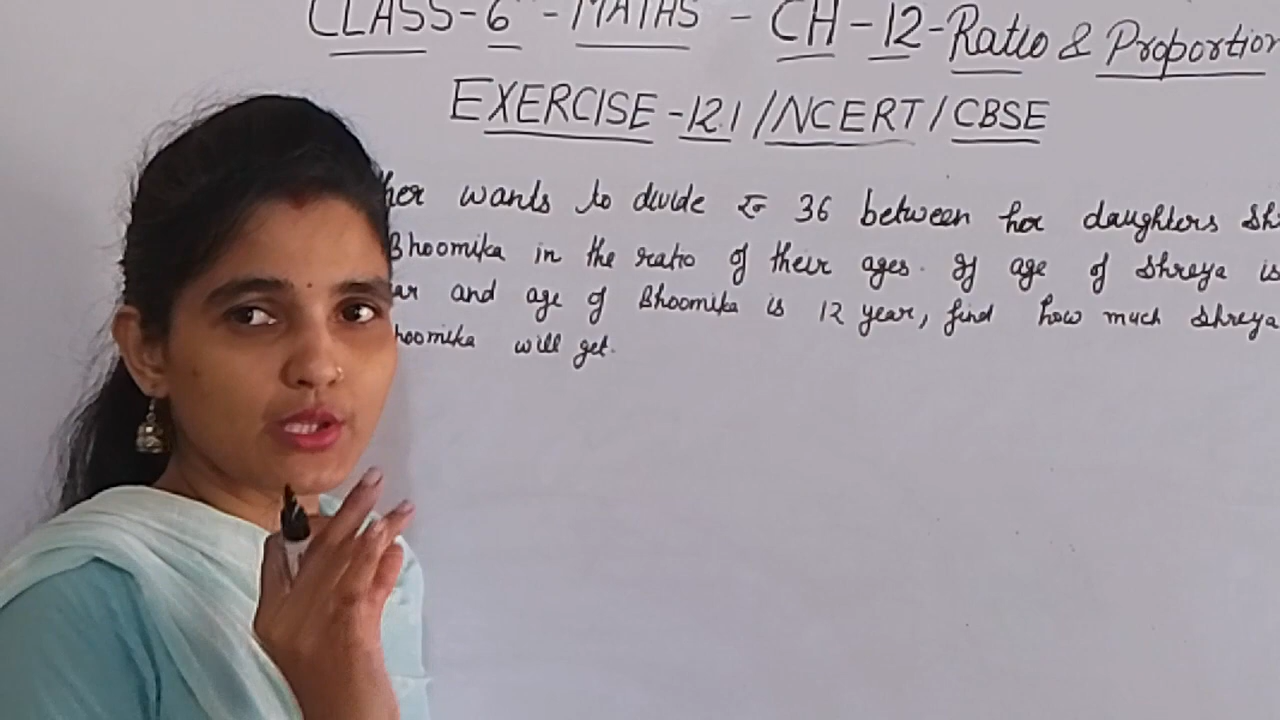 CLASS-6 - MATHS - CH-12-Ratio & Proportion
EXERCISE-12.1/NCERT/CBSE
her wants to divide रु 36 between her daughters Sh
Bhoomika in the ratio of their ages. If age of Shreya is
ar and age of Bhoomika is 12 year, find how much Shreya
hoomika will get.